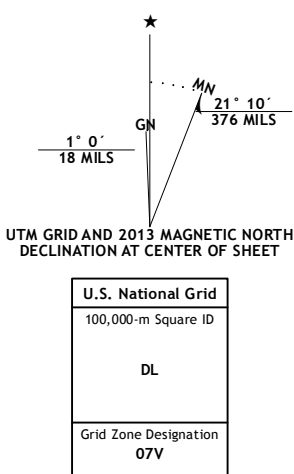 ★
MN
GN
21° 10´
376 MILS
1° 0´
18 MILS
UTM GRID AND 2013 MAGNETIC NORTH
DECLINATION AT CENTER OF SHEET
U.S. National Grid
100,000-m Square ID
DL
Grid Zone Designation
07V